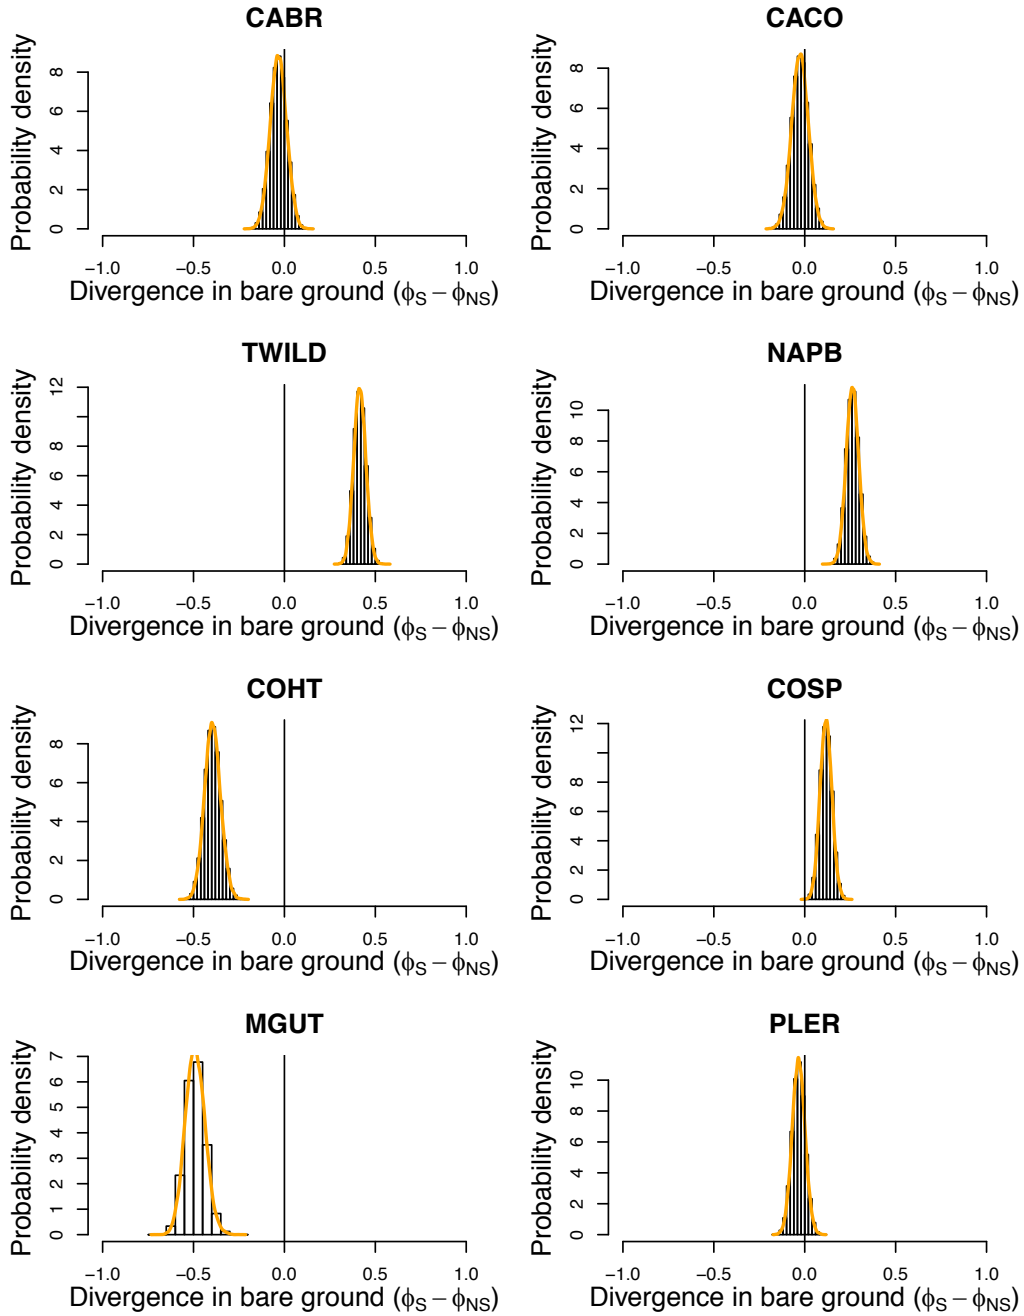 CABR
Probability density
0 2 4 6 8
−1.0 −0.5 0.0 0.5 1.0
Divergence in bare ground (ϕS − ϕNS)
CACO
Probability density
0 2 4 6 8
−1.0 −0.5 0.0 0.5 1.0
Divergence in bare ground (ϕS − ϕNS)
TWILD
Probability density
0 2 4 6 8 12
−1.0 −0.5 0.0 0.5 1.0
Divergence in bare ground (ϕS − ϕNS)
NAPB
Probability density
0 2 4 6 8 10
−1.0 −0.5 0.0 0.5 1.0
Divergence in bare ground (ϕS − ϕNS)
COHT
Probability density
0 2 4 6 8
−1.0 −0.5 0.0 0.5 1.0
Divergence in bare ground (ϕS − ϕNS)
COSP
Probability density
0 2 4 6 8 12
−1.0 −0.5 0.0 0.5 1.0
Divergence in bare ground (ϕS − ϕNS)
MGUT
Probability density
0 1 2 3 4 5 6 7
−1.0 −0.5 0.0 0.5 1.0
Divergence in bare ground (ϕS − ϕNS)
PLER
Probability density
0 2 4 6 8 10
−1.0 −0.5 0.0 0.5 1.0
Divergence in bare ground (ϕS − ϕNS)